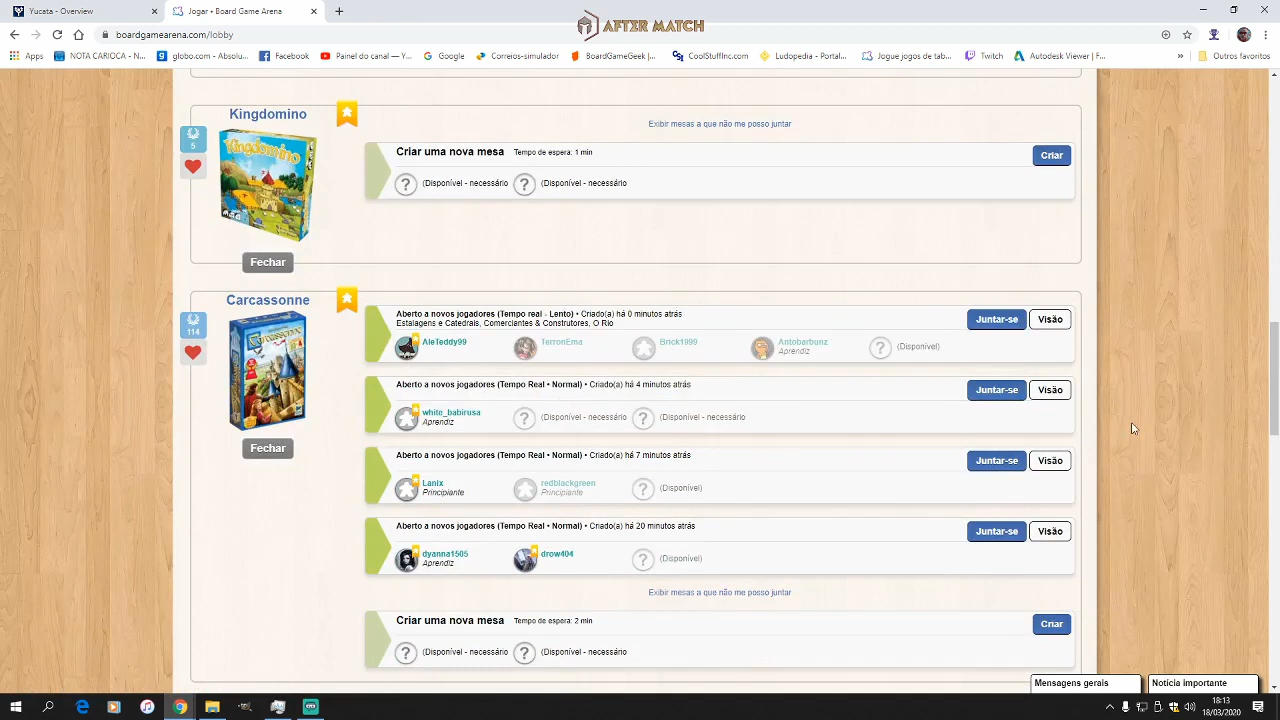 Yucata - Overview
Jogar • Board Game Arena
AFTER MATCH
boardgamearena.com/lobby
Apps
NOTA CARIOCA - N...
globo.com - Absolu...
Facebook
Painel do canal — Y...
Google
Correios-simulador
BoardGameGeek |...
CoolStuffInc.com
Ludopedia - Portal...
Jogue jogos de tab...
Twitch
Autodesk Viewer | F...
Outros favoritos
Kingdomino
5
Kingdomino
Fechar
Exibir mesas a que não me posso juntar
Criar uma nova mesa Tempo de espera: 1 min
Criar
(Disponível - necessário (Disponível - necessário
Carcassonne
114
Fechar
Aberto a novos jogadores (Tempo real - Lento) • Criado(a) há 0 minutos atrás
Estalagens e Catedrais, Comerciantes & Construtores, O Rio
Juntar-se Visão
AleTeddy99 TerronEma Brick1999 Antobarbunz (Disponível)
Aprendiz
Aberto a novos jogadores (Tempo Real • Normal) • Criado(a) há 4 minutos atrás
Juntar-se Visão
white_babirusa (Disponível - necessário (Disponível - necessário
Aprendiz
Aberto a novos jogadores (Tempo Real • Normal) • Criado(a) há 7 minutos atrás
Juntar-se Visão
Lanix redblackgreen (Disponível)
Principiante Principiante
Aberto a novos jogadores (Tempo Real • Normal) • Criado(a) há 20 minutos atrás
Juntar-se Visão
dyanna1505 drow404 (Disponível)
Aprendiz
Exibir mesas a que não me posso juntar
Criar uma nova mesa Tempo de espera: 2 min
Criar
(Disponível - necessário (Disponível - necessário
Mensagens gerais
Notícia importante
18:13
18/03/2020